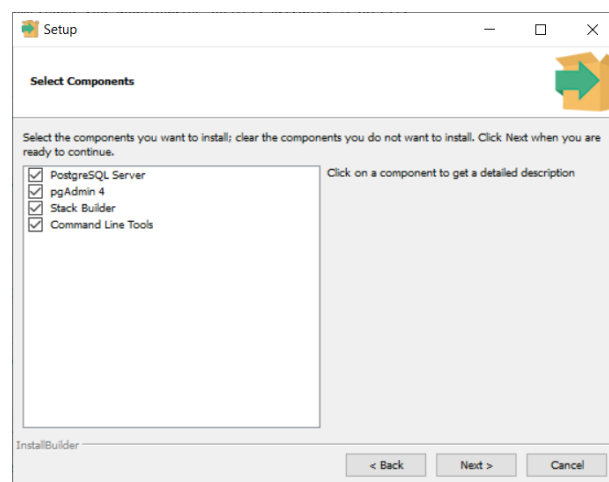 Setup
Select Components
Select the components you want to install; clear the components you do not want to install. Click Next when you are
ready to continue.
PostgreSQL Server
pgAdmin 4
Stack Builder
Command Line Tools
Click on a component to get a detailed description
InstallBuilder
< Back
Next >
Cancel